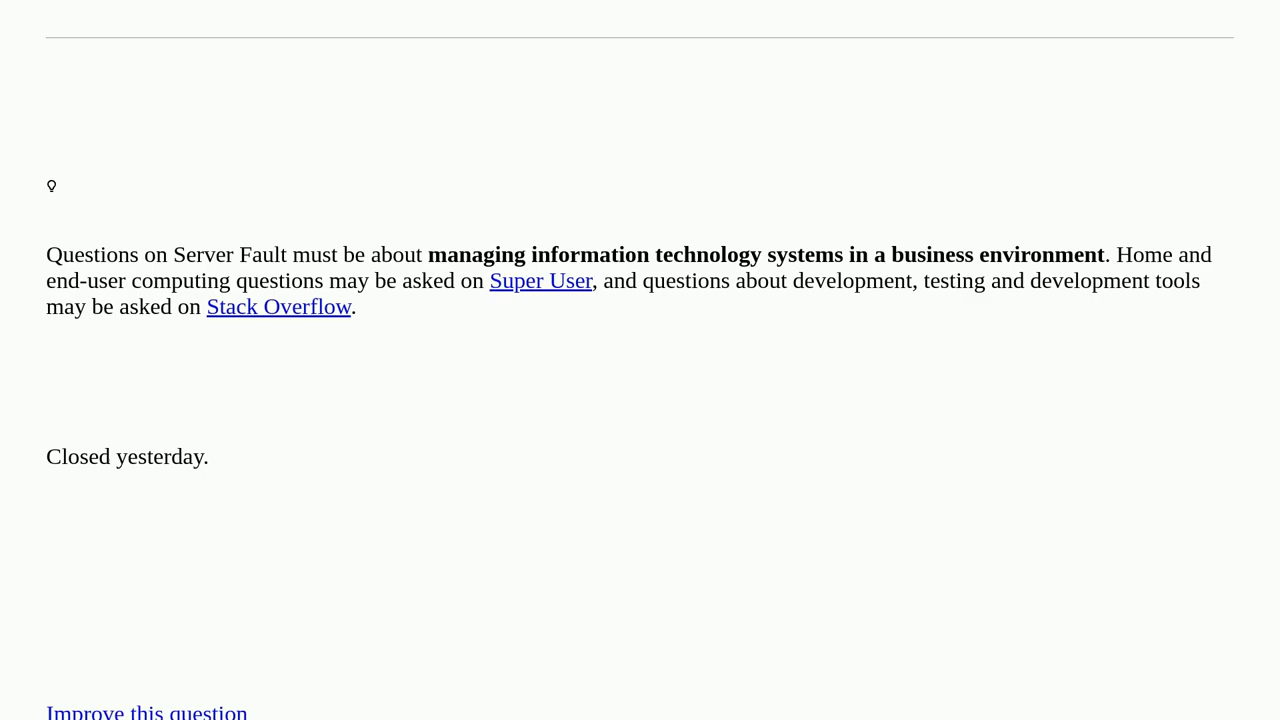 Questions on Server Fault must be about managing information technology systems in a business environment. Home and
end-user computing questions may be asked on Super User, and questions about development, testing and development tools
may be asked on Stack Overflow.
Closed yesterday.
Improve this question